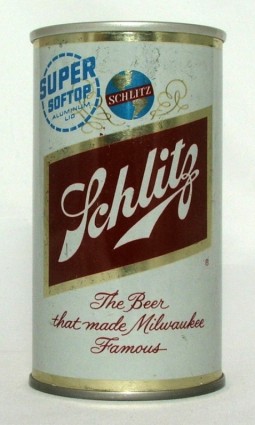 SUPER
SOFTOP
ALUMINUM
LID
SCHLITZ
Schlitz
®
The Beer
that made Milwaukee
Famous